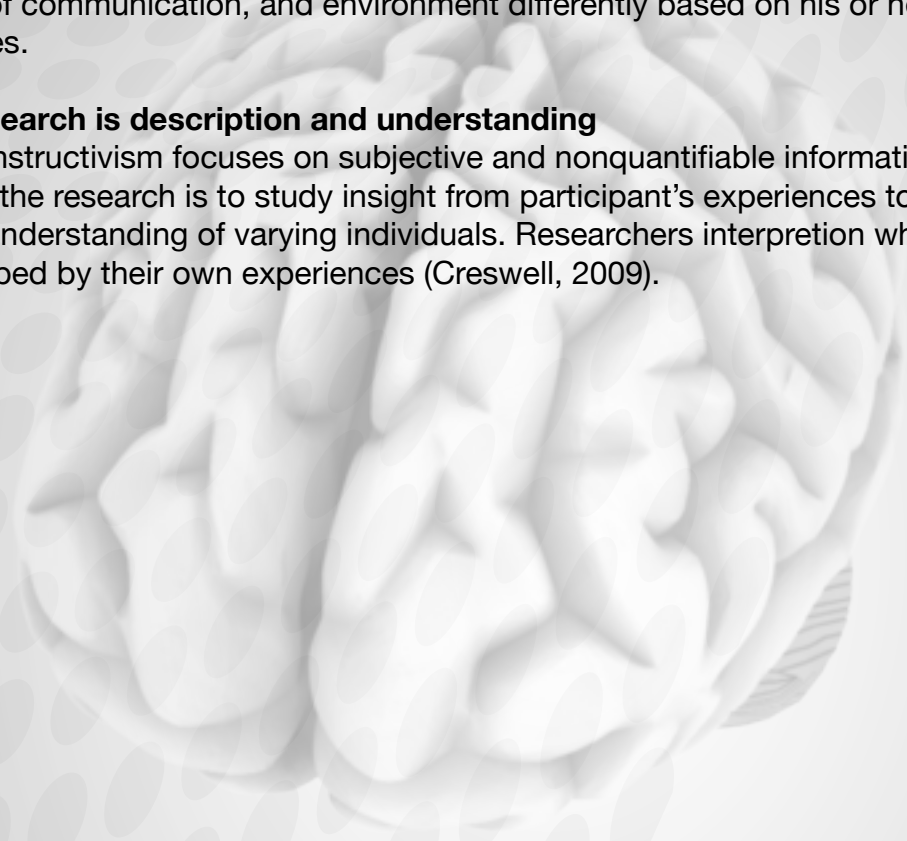 of communication, and environment differently based on his or he
es.
earch is description and understanding
nstructivism focuses on subjective and nonquantifiable informati
the research is to study insight from participant's experiences to
nderstanding of varying individuals. Researchers interpretion wh
ped by their own experiences (Creswell, 2009).